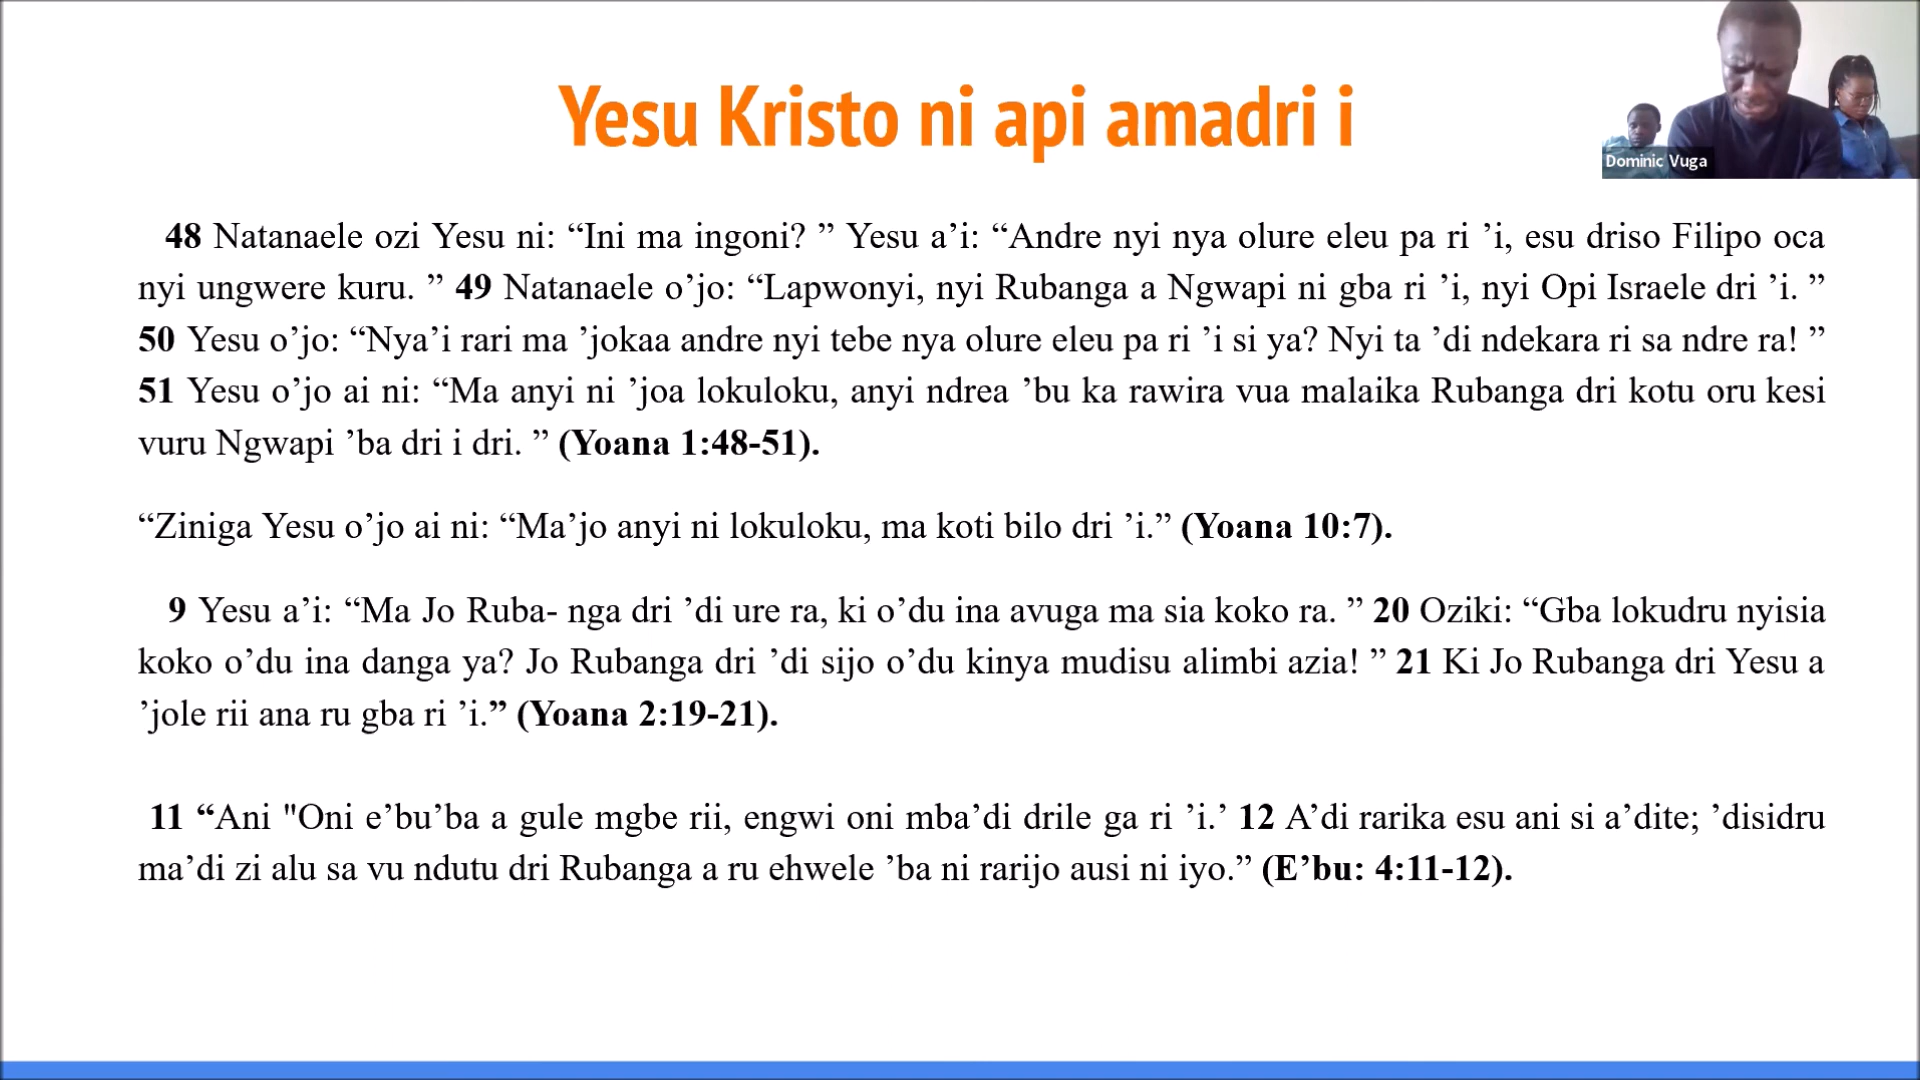 Yesu Kristo ni api amadri i
Dominic Vuga
48 Natanaele ozi Yesu ni: “Ini ma ingoni? ” Yesu a’i: “Andre nyi nya olure eleu pa ri ’i, esu driso Filipo oca
nyi ungwere kuru. ” 49 Natanaele o’jo: “Lapwonyi, nyi Rubanga a Ngwapi ni gba ri ’i, nyi Opi Israele dri ’i. ”
50 Yesu o’jo: “Nya’i rari ma ’jokaa andre nyi tebe nya olure eleu pa ri ’i si ya? Nyi ta ’di ndekara ri sa ndre ra! ”
51 Yesu o’jo ai ni: “Ma anyi ni ’joa lokuloku, anyi ndrea ’bu ka rawira vua malaika Rubanga dri kotu oru kesi
vuru Ngwapi ’ba dri i dri. ” (Yoana 1:48-51).
“Ziniga Yesu o’jo ai ni: “Ma’jo anyi ni lokuloku, ma koti bilo dri ’i.” (Yoana 10:7).
9 Yesu a’i: “Ma Jo Ruba- nga dri ’di ure ra, ki o’du ina avuga ma sia koko ra. ” 20 Oziki: “Gba lokudru nyisia
koko o’du ina danga ya? Jo Rubanga dri ’di sijo o’du kinya mudisu alimbi azia! ” 21 Ki Jo Rubanga dri Yesu a
’jole rii ana ru gba ri ’i.” (Yoana 2:19-21).
11 “Ani "Oni e’bu’ba a gule mgbe rii, engwi oni mba’di drile ga ri ’i.’ 12 A’di rarika esu ani si a’dite; ’disidru
ma’di zi alu sa vu ndutu dri Rubanga a ru ehwele ’ba ni rarijo ausi ni iyo.” (E’bu: 4:11-12).